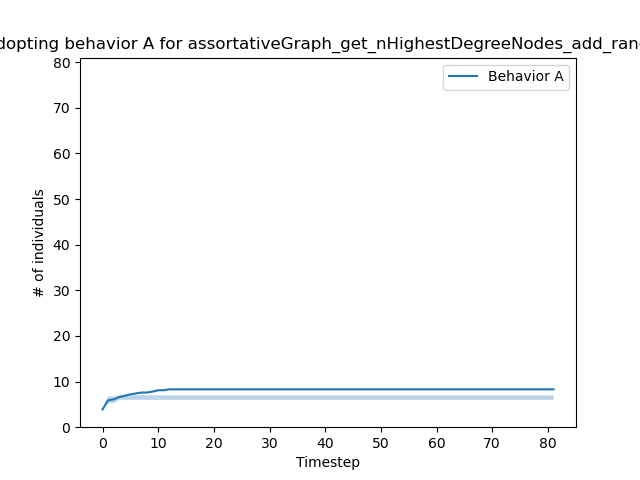 dopting behavior A for assortativeGraph_get_nHighestDegreeNodes_add_ran
Behavior A
80
70
60
50
40
30
20
10
0
# of individuals
0 10 20 30 40 50 60 70 80
Timestep